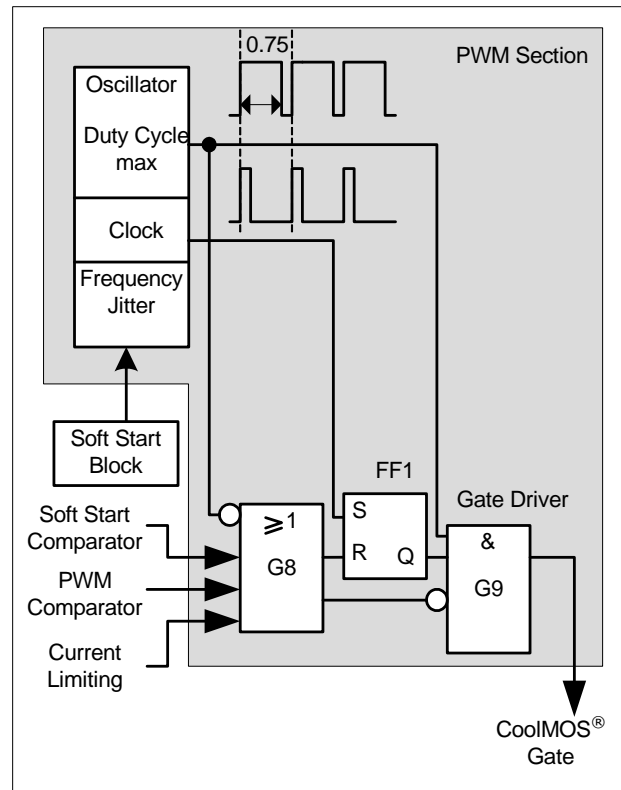 PWM Section
0.75
Oscillator
Duty Cycle
max
Clock
Frequency
Jitter
Soft Start
Block
FF1
Gate Driver
Soft Start
Comparator
PWM
Comparator
Current
Limiting
⩾1
G8
S
R
Q
&
G9
CoolMOS®
Gate